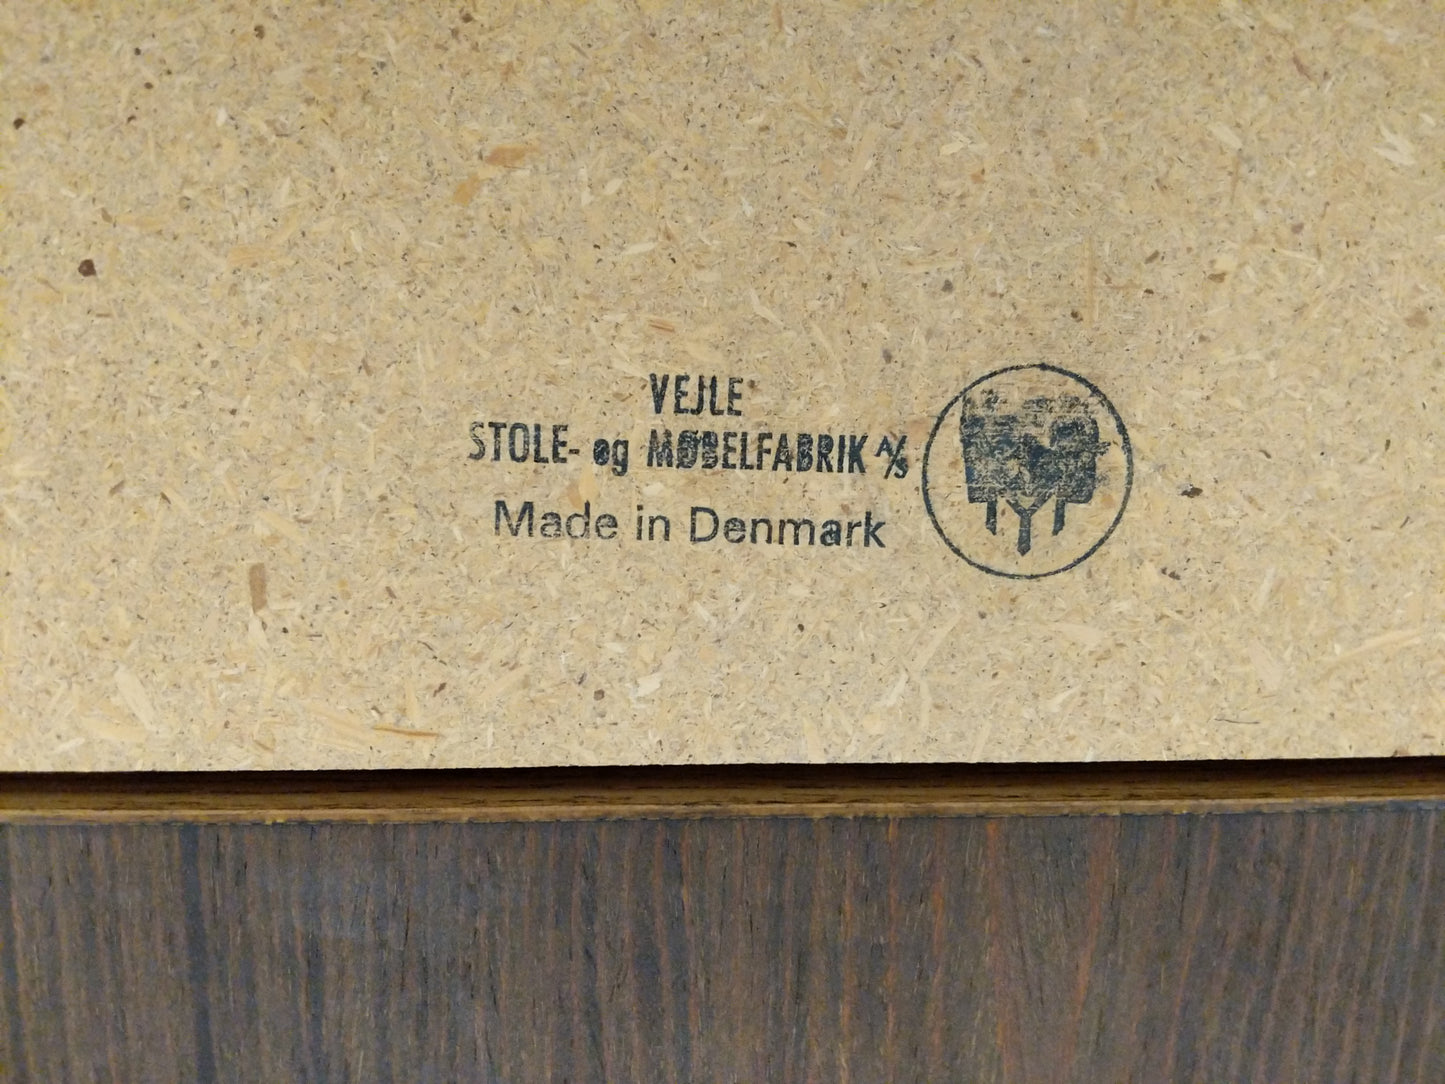 VEJLE
STOLE- og MØBELFABRIK A/S
Made in Denmark